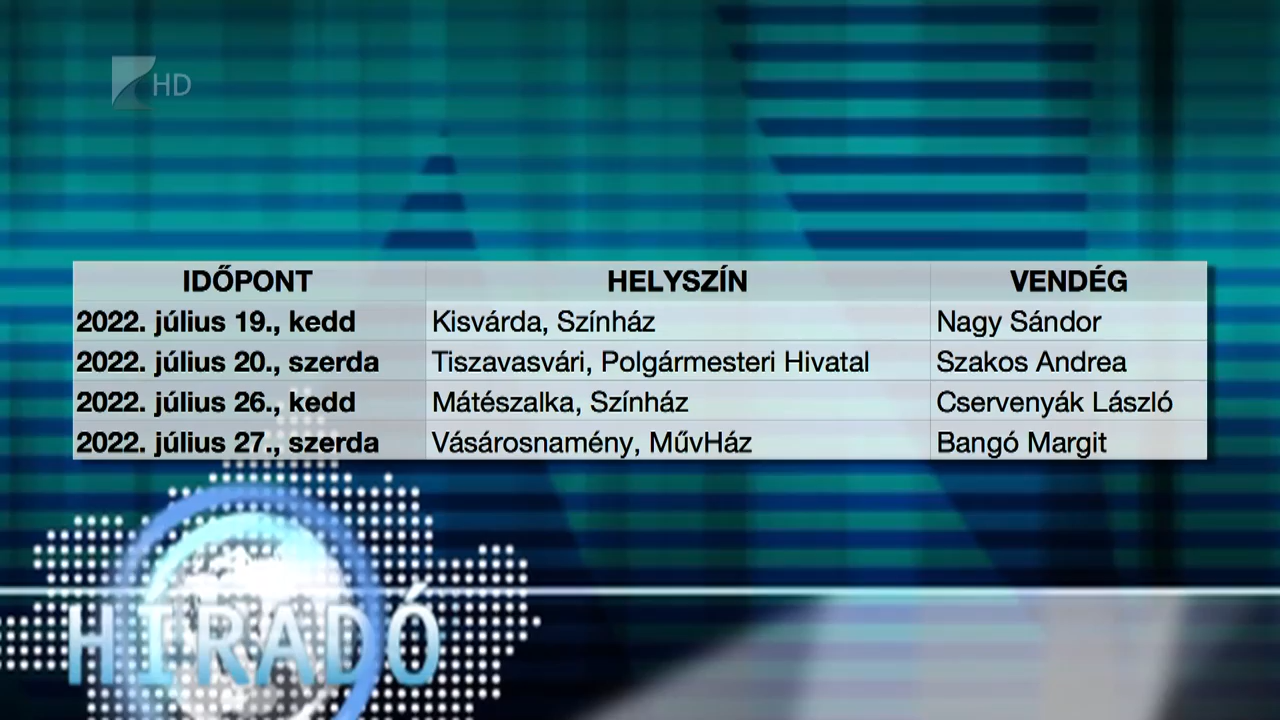 HD
IDŐPONT HELYSZÍN VENDÉG
2022. július 19., kedd Kisvárda, Színház Nagy Sándor
2022. július 20., szerda Tiszavasvári, Polgármesteri Hivatal Szakos Andrea
2022. július 26., kedd Mátészalka, Színház Cservenyák László
2022. július 27., szerda Vásárosnamény, MűvHáz Bangó Margit
HIRADÓ